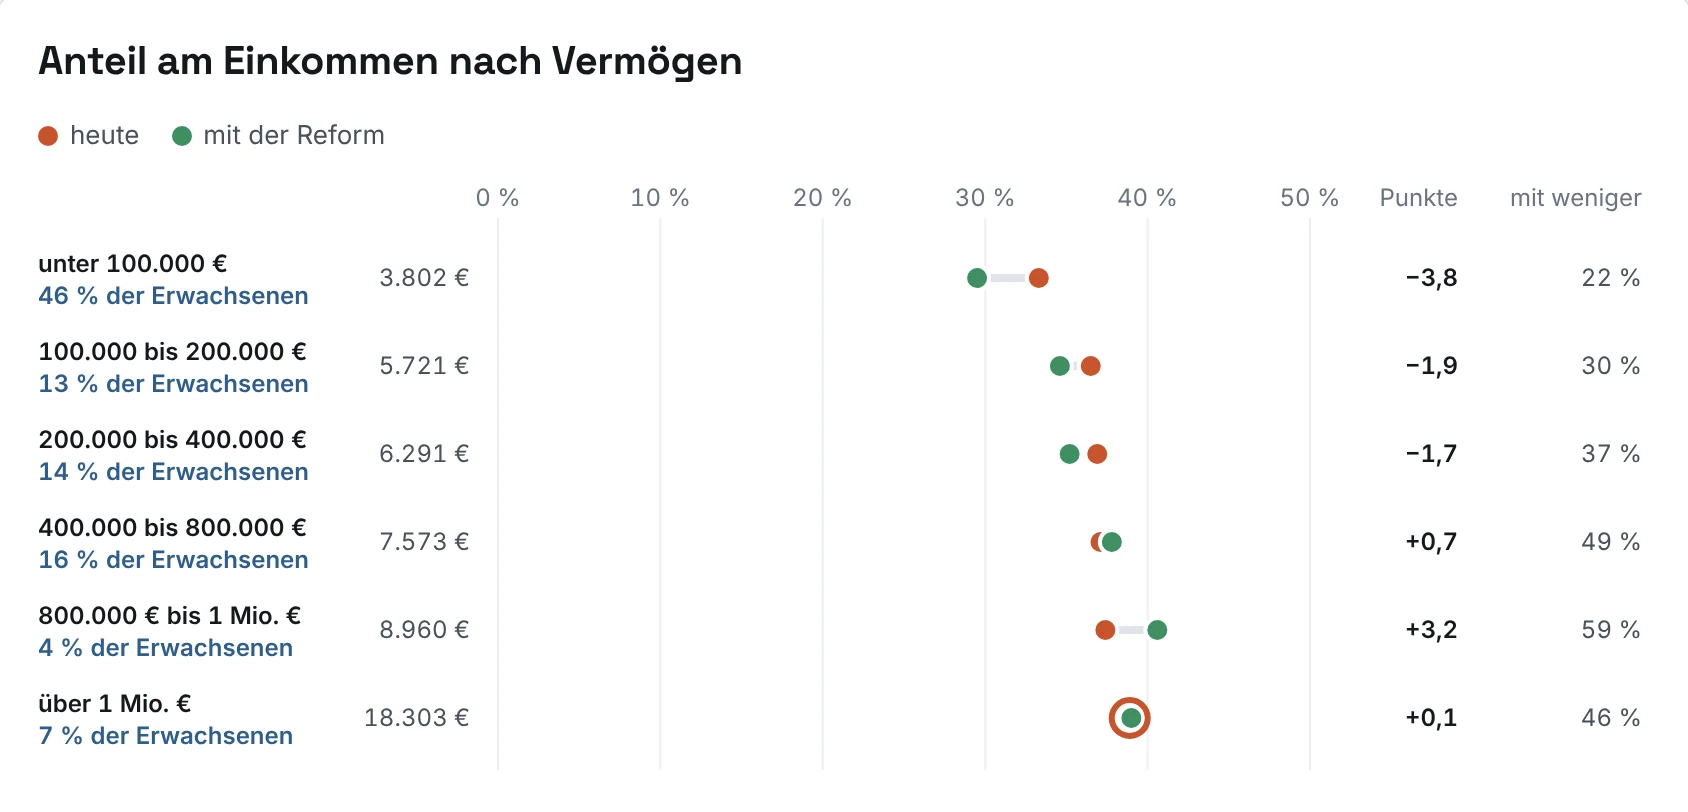 Anteil am Einkommen nach Vermögen
heute mit der Reform
0 % 10 % 20 % 30 % 40 % 50 % Punkte mit weniger
unter 100.000 €
46 % der Erwachsenen
3.802 € −3,8 22 %
100.000 bis 200.000 €
13 % der Erwachsenen
5.721 € −1,9 30 %
200.000 bis 400.000 €
14 % der Erwachsenen
6.291 € −1,7 37 %
400.000 bis 800.000 €
16 % der Erwachsenen
7.573 € +0,7 49 %
800.000 € bis 1 Mio. €
4 % der Erwachsenen
8.960 € +3,2 59 %
über 1 Mio. €
7 % der Erwachsenen
18.303 € +0,1 46 %